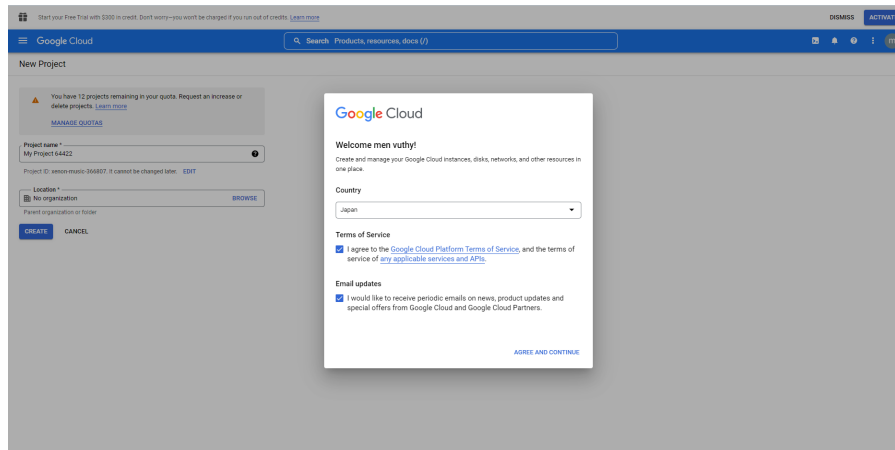 Start your Free Trial with $300 in credit. Don't worry—you won't be charged if you run out of credits. Learn more
DISMISS
ACTIVAT
Google Cloud
Search Products, resources, docs (/)
New Project
You have 12 projects remaining in your quota. Request an increase or
delete projects. Learn more
MANAGE QUOTAS
Project name *
My Project 64422
Project ID: xenon-music-366807. It cannot be changed later. EDIT
Location *
No organization
BROWSE
Parent organization or folder
CREATE
CANCEL
Google Cloud
Welcome men vuthy!
Create and manage your Google Cloud instances, disks, networks, and other resources in
one place.
Country
Japan
Terms of Service
I agree to the Google Cloud Platform Terms of Service, and the terms of
service of any applicable services and APIs.
Email updates
I would like to receive periodic emails on news, product updates and
special offers from Google Cloud and Google Cloud Partners.
AGREE AND CONTINUE